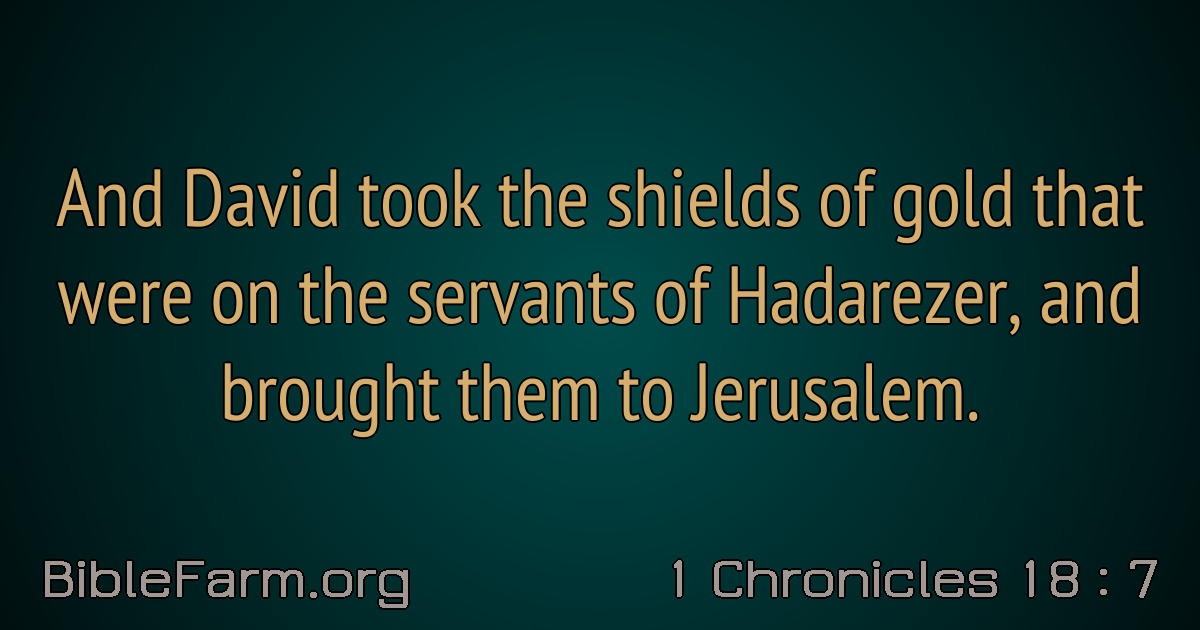 And David took the shields of gold that
were on the servants of Hadarezer, and
brought them to Jerusalem.
BibleFarm.org
1 Chronicles 18 : 7